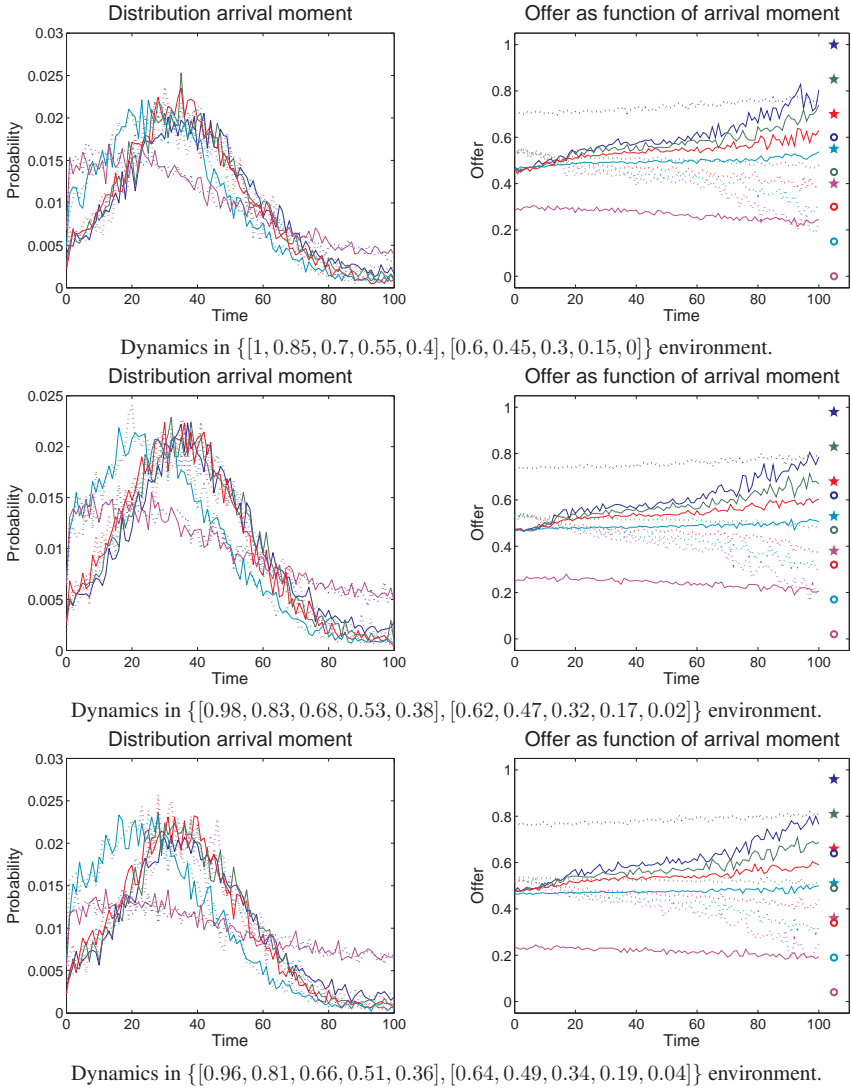 Distribution arrival moment
Offer as function of arrival moment
0.03
0.025
0.02
0.015
0.01
0.005
0
Probability
0 20 40 60 80 100
Time
1
0.8
0.6
0.4
0.2
0
Offer
0 20 40 60 80 100
Time
Dynamics in {[1, 0.85, 0.7, 0.55, 0.4], [0.6, 0.45, 0.3, 0.15, 0]} environment.
Distribution arrival moment
Offer as function of arrival moment
0.025
0.02
0.015
0.01
0.005
0
Probability
0 20 40 60 80 100
Time
1
0.8
0.6
0.4
0.2
0
Offer
0 20 40 60 80 100
Time
Dynamics in {[0.98, 0.83, 0.68, 0.53, 0.38], [0.62, 0.47, 0.32, 0.17, 0.02]} environment.
Distribution arrival moment
Offer as function of arrival moment
0.03
0.025
0.02
0.015
0.01
0.005
0
Probability
0 20 40 60 80 100
Time
1
0.8
0.6
0.4
0.2
0
Offer
0 20 40 60 80 100
Time
Dynamics in {[0.96, 0.81, 0.66, 0.51, 0.36], [0.64, 0.49, 0.34, 0.19, 0.04]} environment.